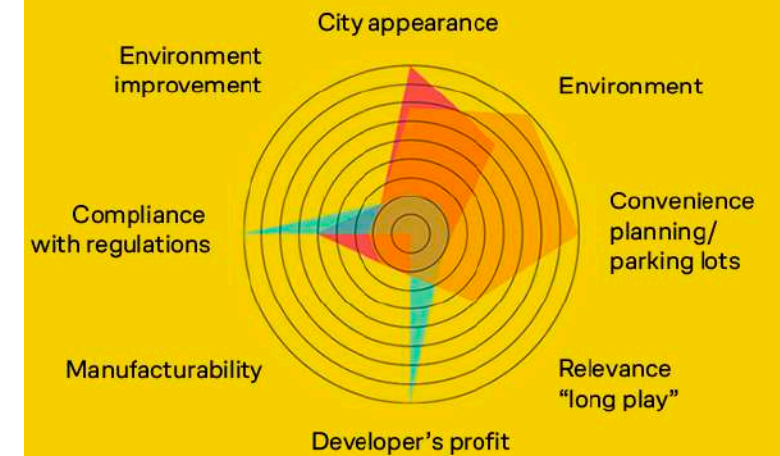 City appearance
Environment
improvement
Environment
Convenience
planning/
parking lots
Compliance
with regulations
Manufacturability
Relevance
“long play”
Developer’s profit